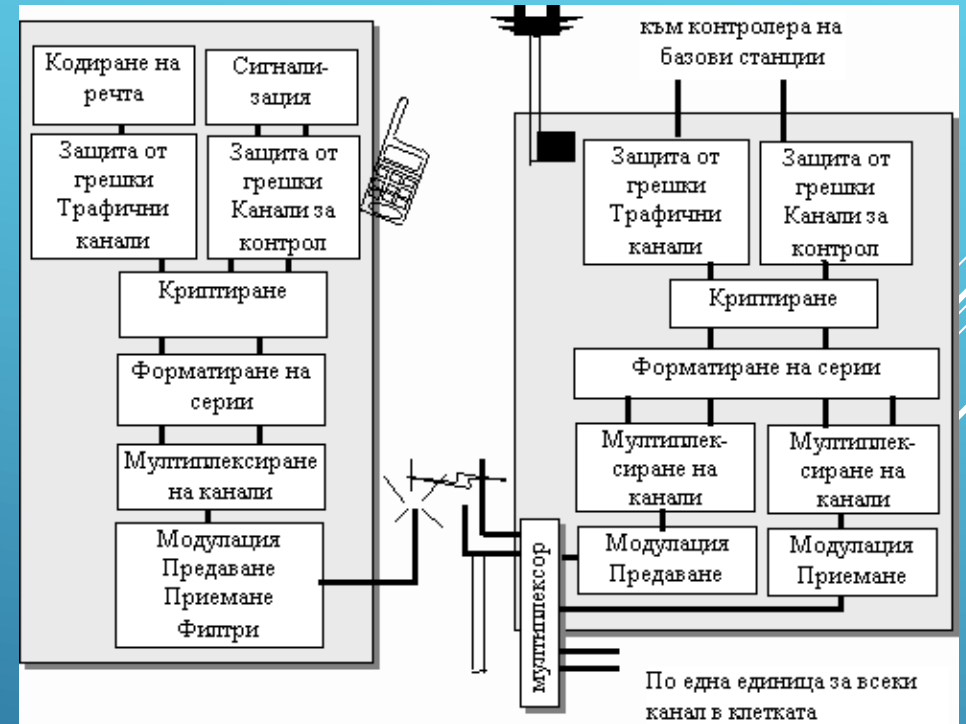 Кодиране на
речта
Сигнали-
зация
Защита от
грешки
Трафични
канали
Защита от
грешки
Канали за
контрол
Криптиране
Форматиране на
серии
Мултиплексиране
на канали
Модулация
Предаване
Приемане
Филтри
към контролера на
базови станции
Защита от
грешки
Трафични
канали
Защита от
грешки
Канали за
контрол
Криптиране
Форматиране на серии
Мултиплек-
сиране на
канали
Мултиплек-
сиране на
канали
Модулация
Предаване
Модулация
Приемане
мултиплексор
По една единица за всеки
канал в клетката